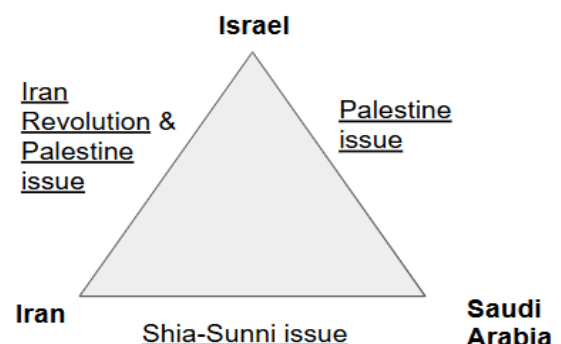 Israel
Iran
Revolution &
Palestine
issue
Palestine
issue
Iran
Saudi
Arabia
Shia-Sunni issue